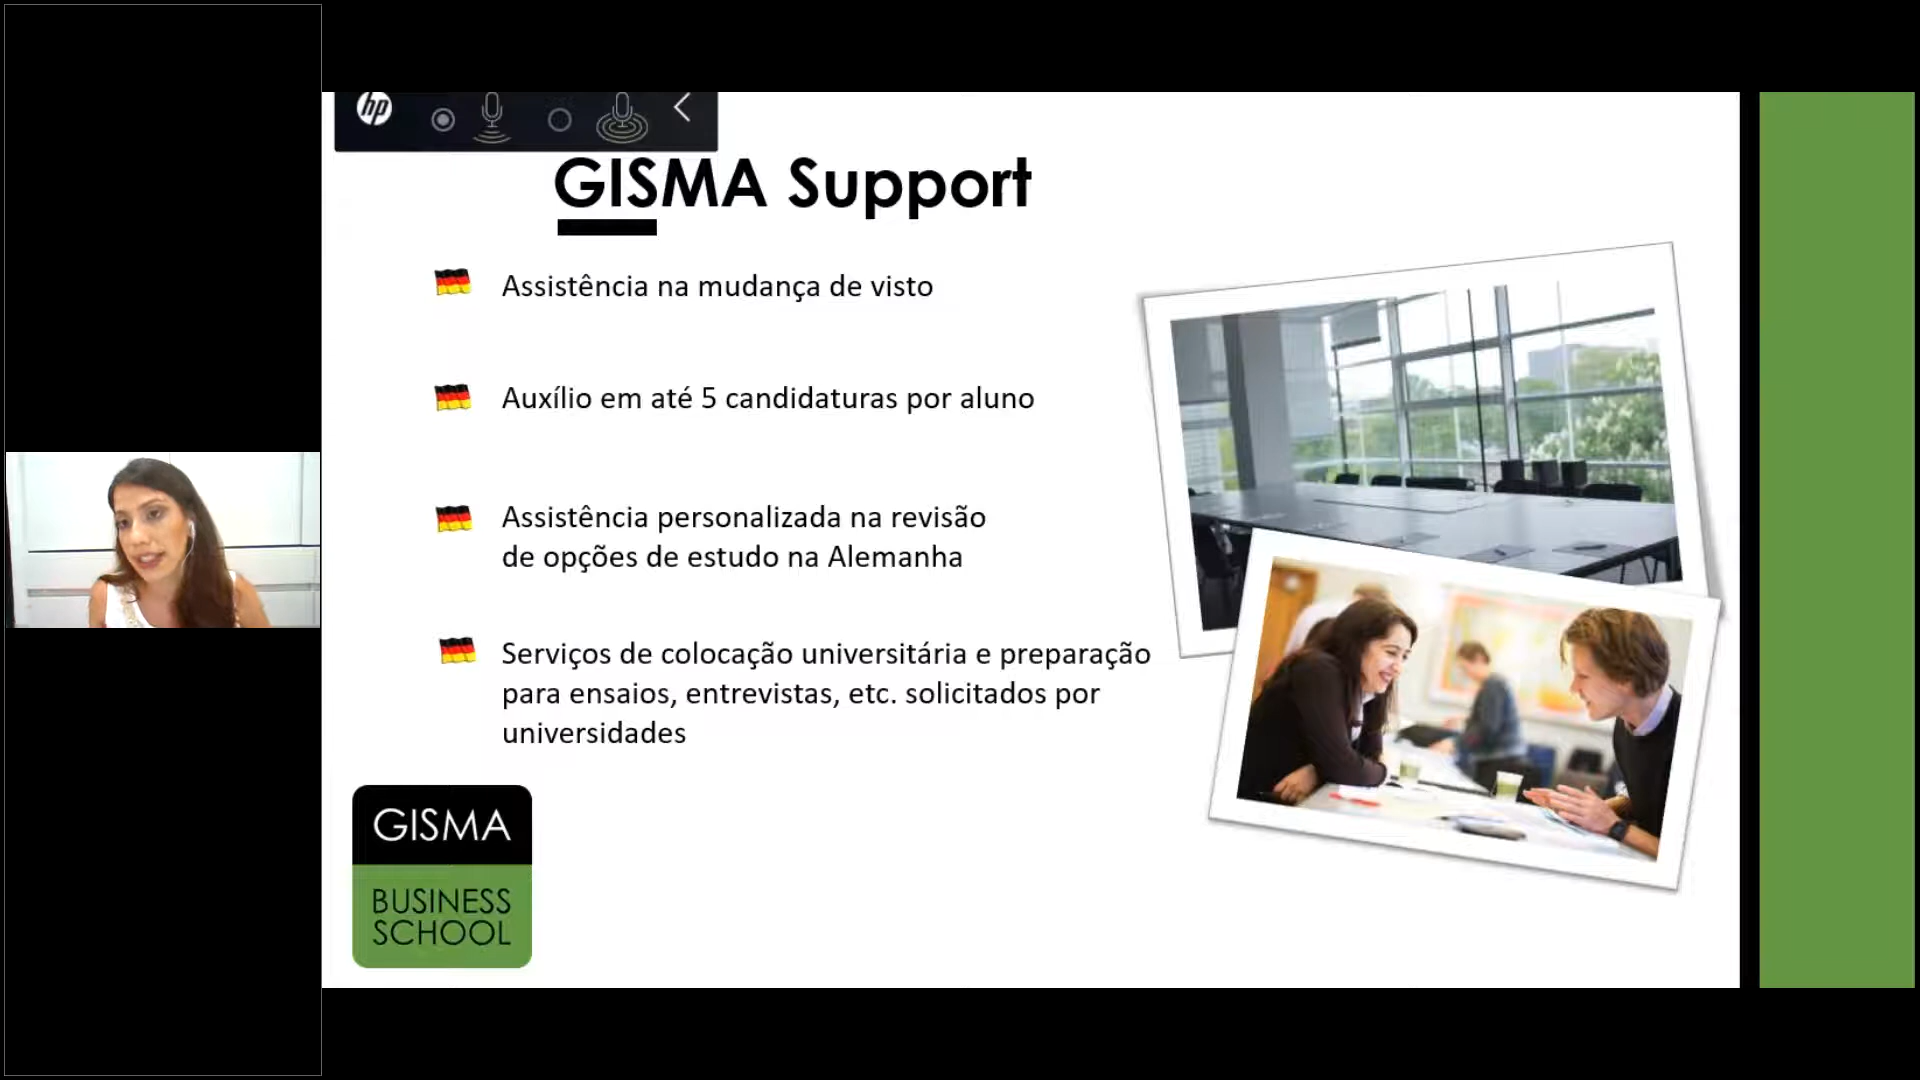 hp
GISMA Support
Assistência na mudança de visto
Auxílio em até 5 candidaturas por aluno
Assistência personalizada na revisão
de opções de estudo na Alemanha
Serviços de colocação universitária e preparação
para ensaios, entrevistas, etc. solicitados por
universidades
GISMA
BUSINESS
SCHOOL